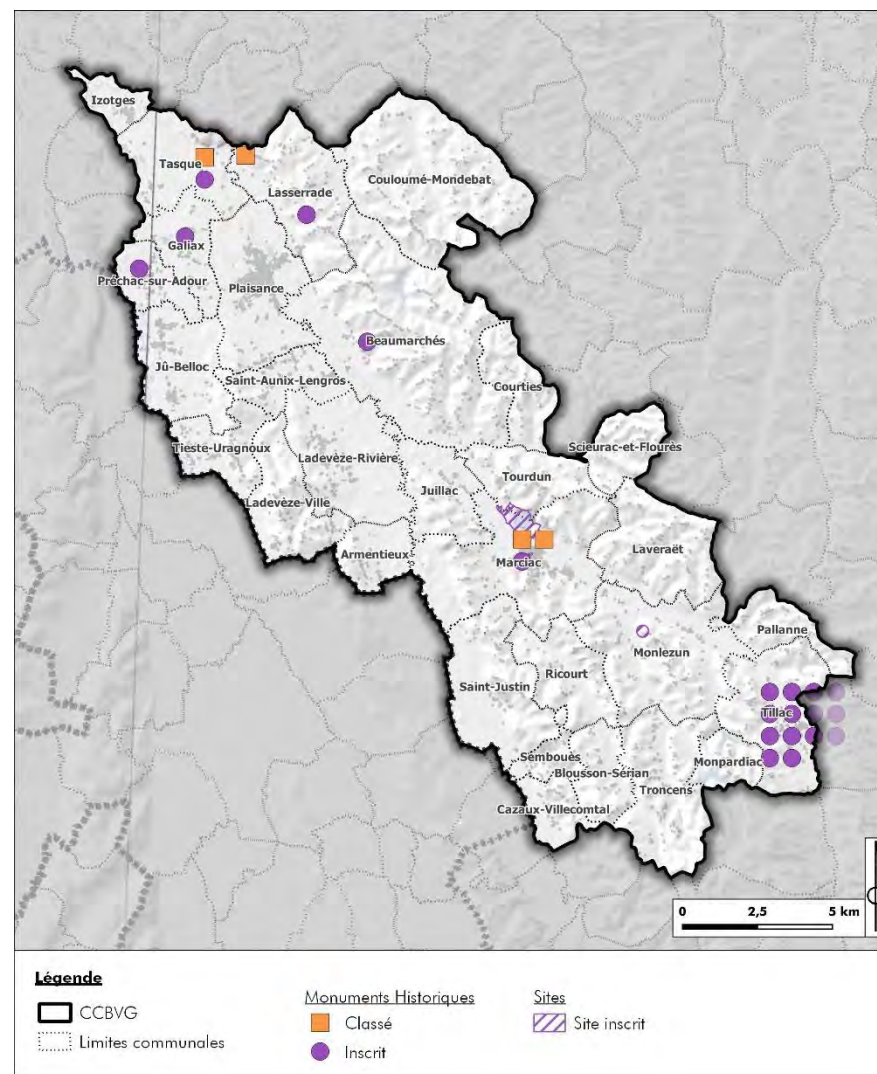 Izotges
Tasque
Lasserrade
Couloumé-Mondebat
Galiax
Préchac-sur-Adour
Plaisance
Beaumarchés
Jû-Belloc
Saint-Aunix-Lengros
Courties
Tieste-Uragnoux
Ladevèze-Rivière
Scieurac-et-Flourès
Tourdun
Juillac
Ladevèze-Ville
Armentieux
Laveraët
Marciac
Pallanne
Monlezun
Ricourt
Saint-Justin
Tillac
Sembouès
Blousson-Sérian
Monpardiac
Troncens
Cazaux-Villecomtal
0 2,5 5 km
Légende
CCBVG
Limites communales
Monuments Historiques
Classé
Inscrit
Sites
Site inscrit